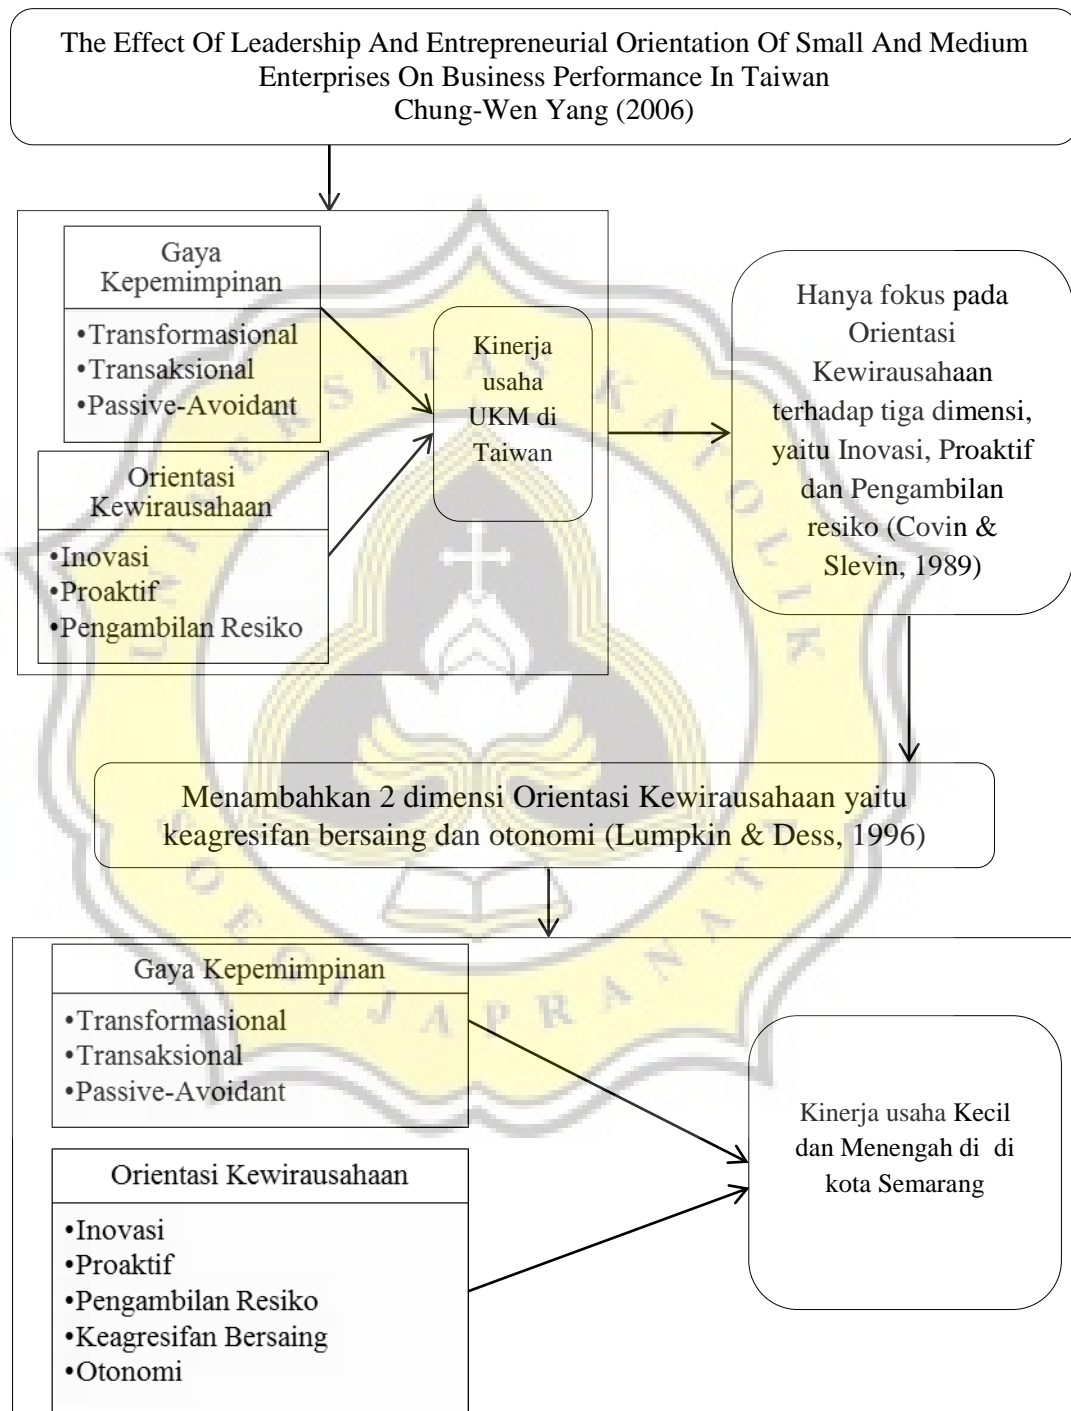 The Effect Of Leadership And Entrepreneurial Orientation Of Small And Medium
Enterprises On Business Performance In Taiwan
Chung-Wen Yang (2006)
Gaya
Kepemimpinan
•Transformasional
•Transaksional
•Passive-Avoidant
Orientasi
Kewirausahaan
•Inovasi
•Proaktif
•Pengambilan Resiko
Kinerja
usaha
UKM di
Taiwan
Hanya fokus pada
Orientasi
Kewirausahaan
terhadap tiga dimensi,
yaitu Inovasi, Proaktif
dan Pengambilan
resiko (Covin &
Slevin, 1989)
Menambahkan 2 dimensi Orientasi Kewirausahaan yaitu
keagresifan bersaing dan otonomi (Lumpkin & Dess, 1996)
Gaya Kepemimpinan
•Transformasional
•Transaksional
•Passive-Avoidant
Orientasi Kewirausahaan
•Inovasi
•Proaktif
•Pengambilan Resiko
•Keagresifan Bersaing
•Otonomi
Kinerja usaha Kecil
dan Menengah di di
kota Semarang
UNIVERSITAS KATOLIK
SOEGIJAPRANATA